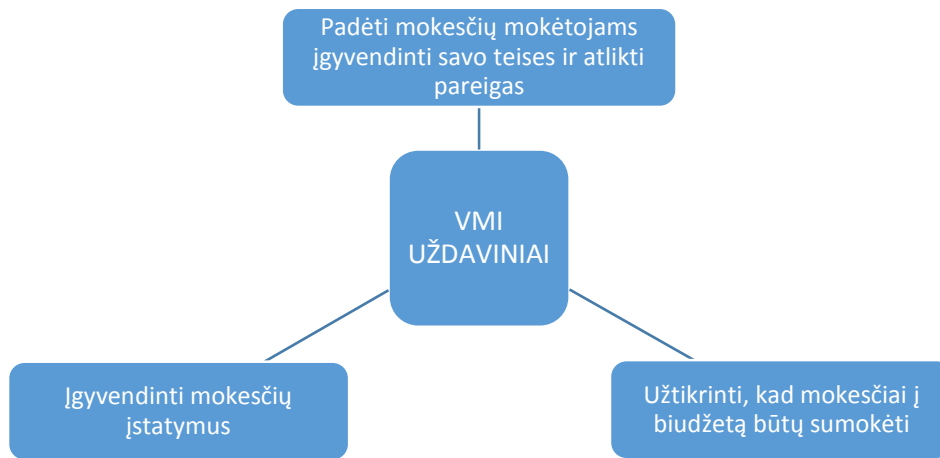 Padėti mokesčių mokėtojams
įgyvendinti savo teises ir atlikti
pareigas
VMI
UŽDAVINIAI
Įgyvendinti mokesčių
įstatymus
Užtikrinti, kad mokesčiai į
biudžetą būtų sumokėti